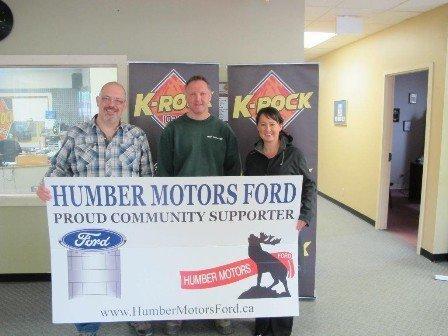 K-ROCK
K-ROCK
HUMBER MOTORS FORD
PROUD COMMUNITY SUPPORTER
Ford
HUMBER MOTORS
www.HumberMotorsFord.ca